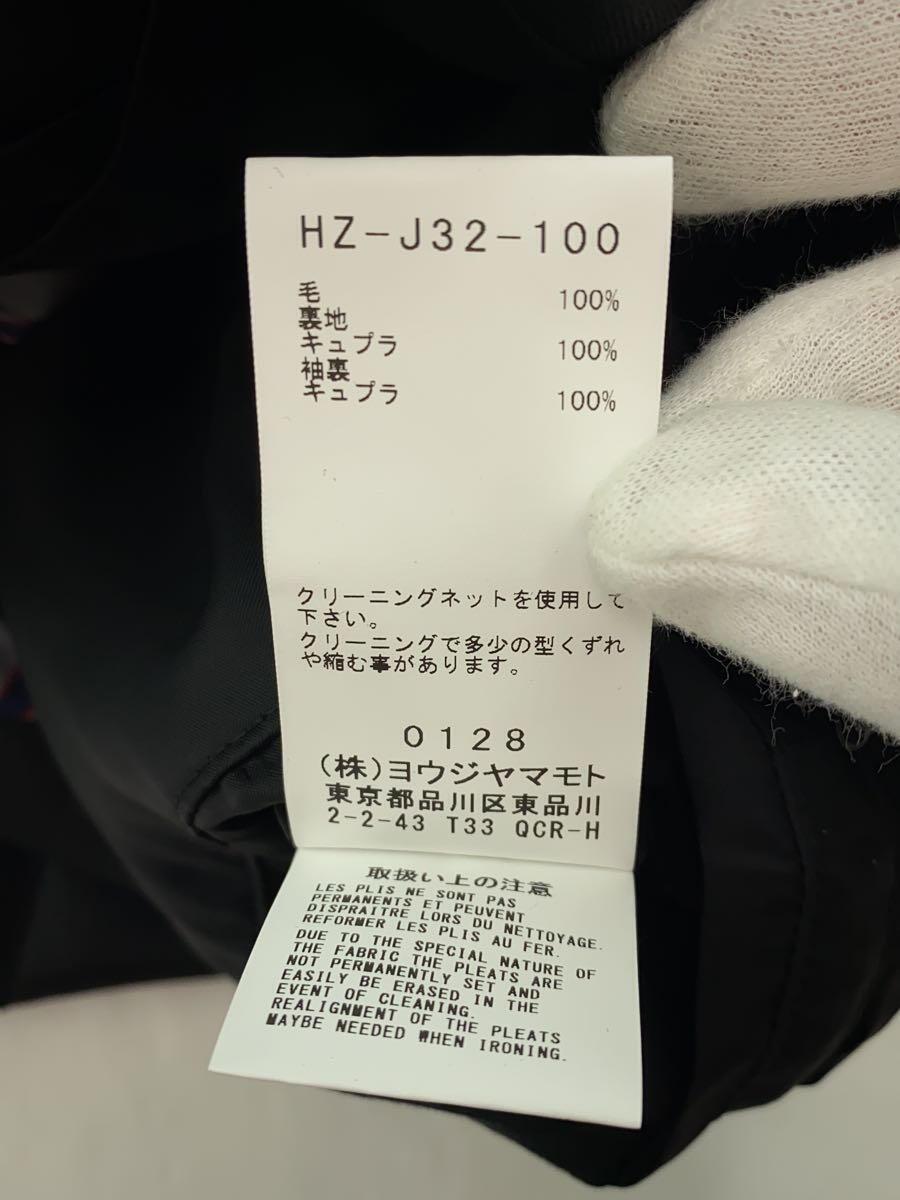 HZ-J32-100
毛 100%
裏地
キュプラ 100%
袖裏
キュプラ 100%
クリーニングネットを使用して
下さい。
クリーニングで多少の型くずれ
や縮む事があります。
0128
(株)ヨウジヤマモト
東京都品川区東品川
2-2-43 T33 QCR-H
取扱い上の注意
LES PLIS NE SONT PAS
PERMANENTS ET PEUVENT
DISPRAITRE LORS DU NETTOYAGE.
REFORMER LES PLIS AU FER.
DUE TO THE SPECIAL NATURE OF
THE FABRIC THE PLEATS ARE
NOT PERMANENTLY SET AND
EASILY BE ERASED IN THE
EVENT OF CLEANING.
REALIGNMENT OF THE PLEATS
MAYBE NEEDED WHEN IRONING.